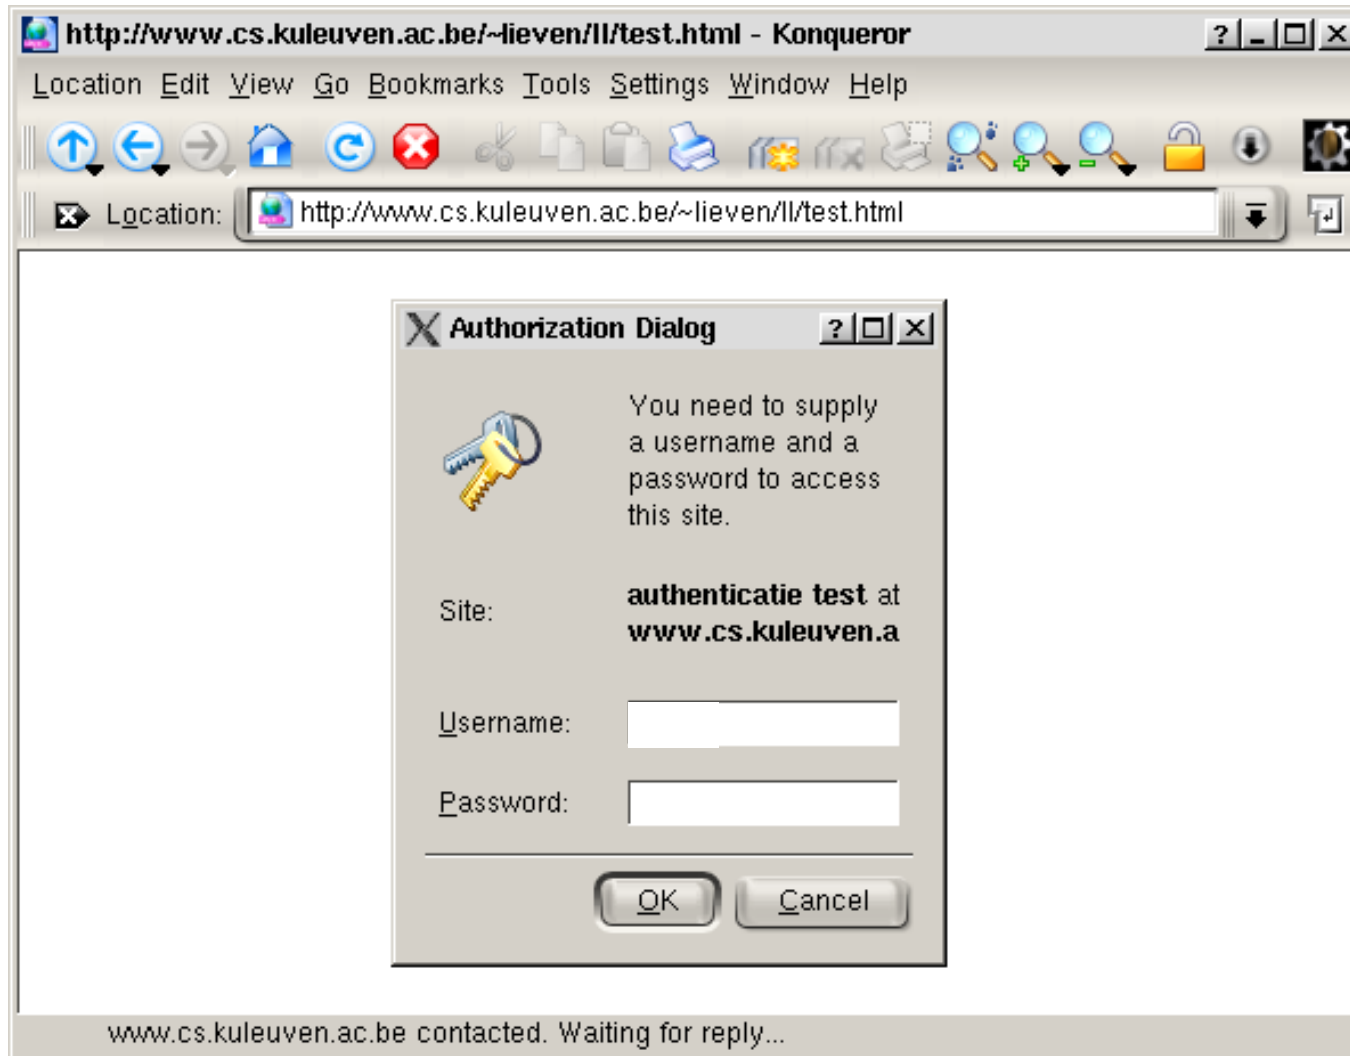 http://www.cs.kuleuven.ac.be/~lieven/II/test.html - Konqueror
Location Edit View Go Bookmarks Tools Settings Window Help
Location: http://www.cs.kuleuven.ac.be/~lieven/II/test.html
Authorization Dialog
You need to supply
a username and a
password to access
this site.
Site:
authenticatie test at
www.cs.kuleuven.a
Username:
Password:
OK Cancel
www.cs.kuleuven.ac.be contacted. Waiting for reply...